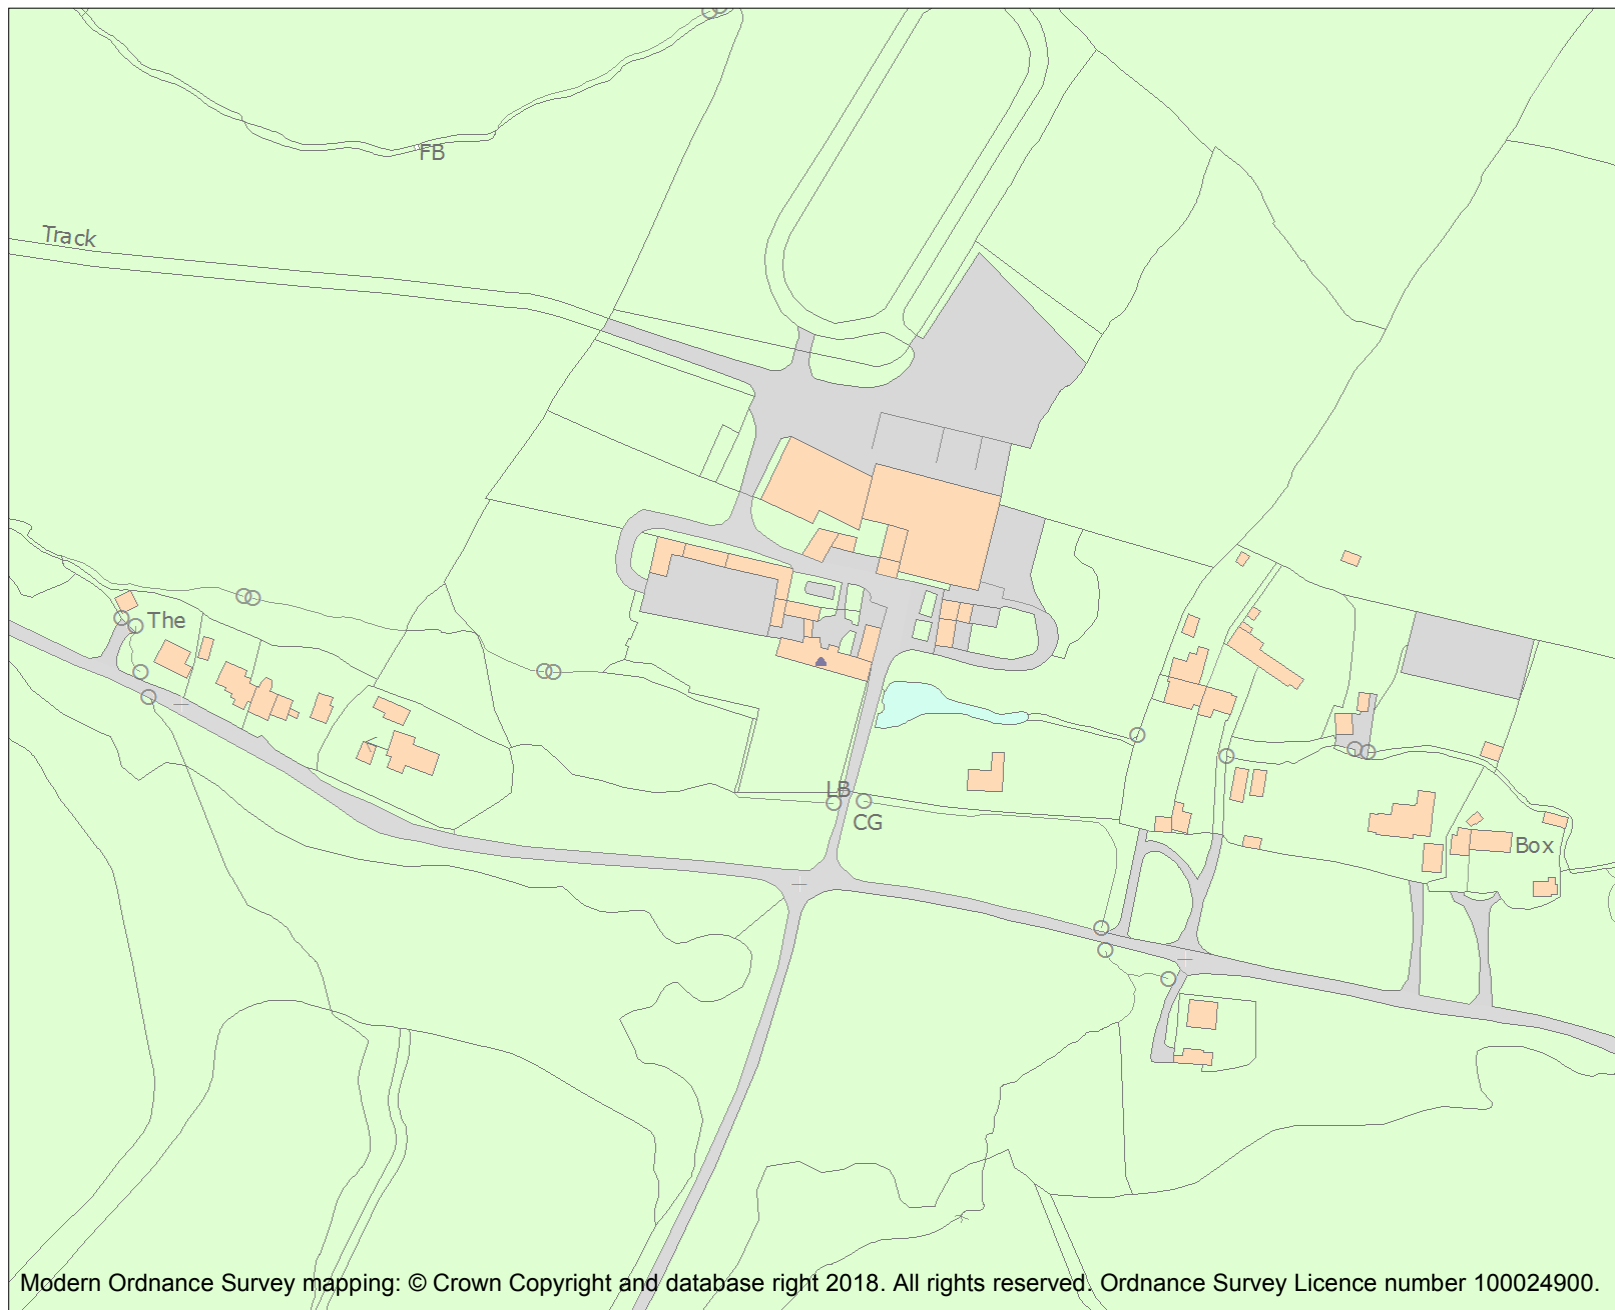 FB
Track
The
LB
CG
Box
Modern Ordnance Survey mapping: © Crown Copyright and database right 2018. All rights reserved. Ordnance Survey Licence number 100024900.